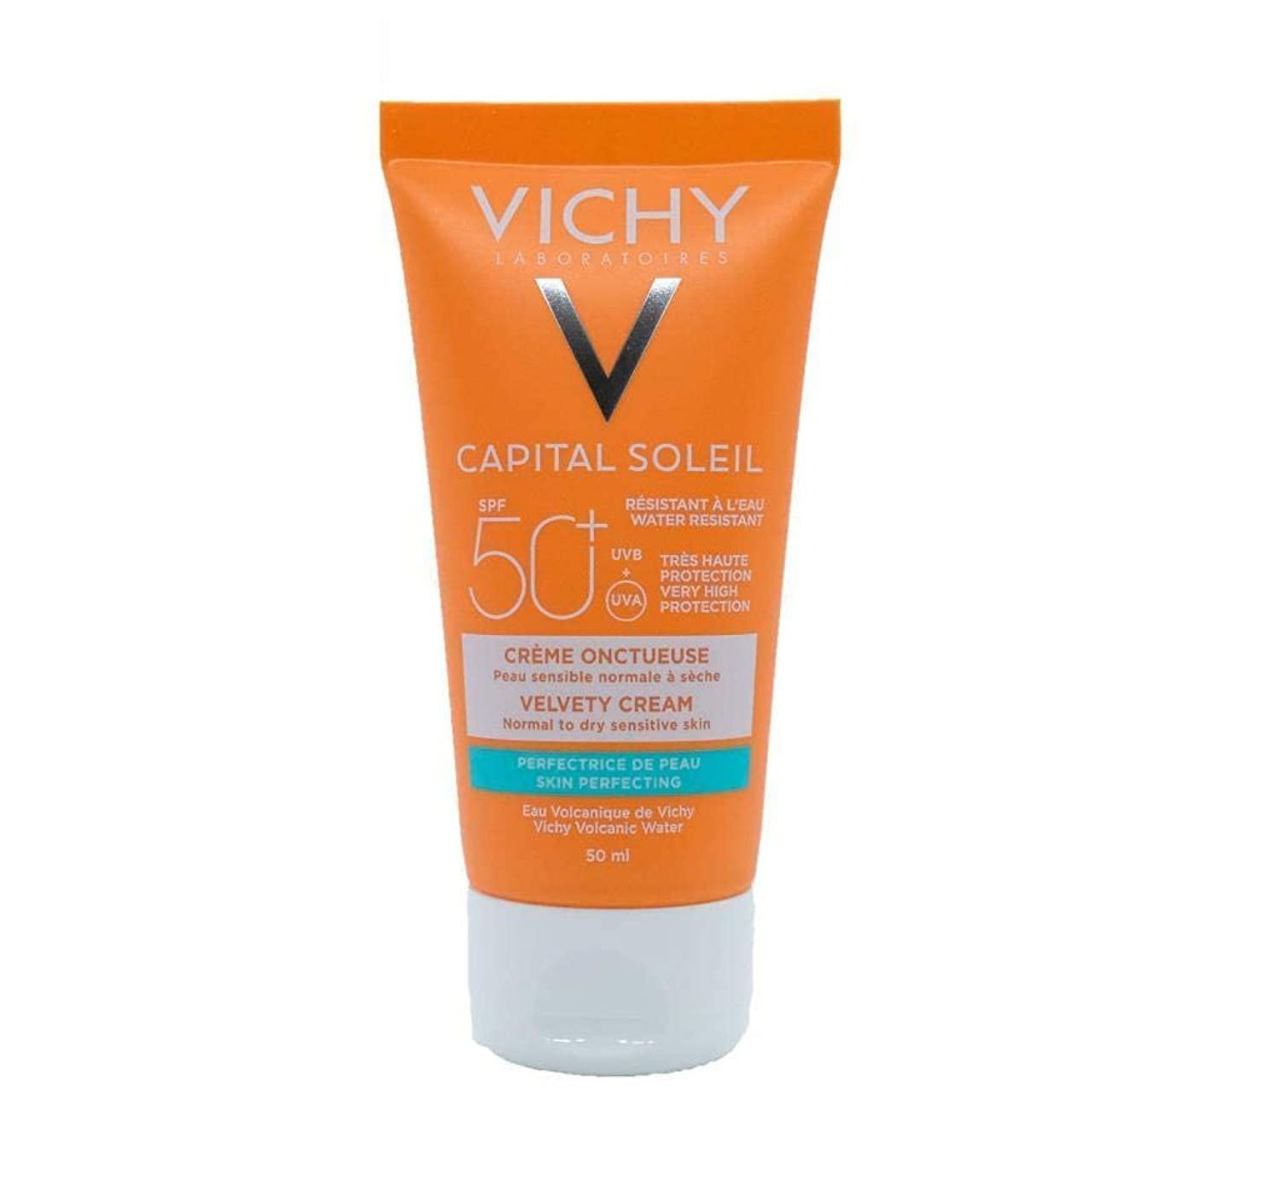 VICHY
LABORATOIRES
V
CAPITAL SOLEIL
SPF
50+
RÉSISTANT À L'EAU
WATER RESISTANT
UVB
+
UVA
TRÈS HAUTE
PROTECTION
VERY HIGH
PROTECTION
CRÈME ONCTUEUSE
Peau sensible normale à sèche
VELVETY CREAM
Normal to dry sensitive skin
PERFECTRICE DE PEAU
SKIN PERFECTING
Eau Volcanique de Vichy
Vichy Volcanic Water
50 ml